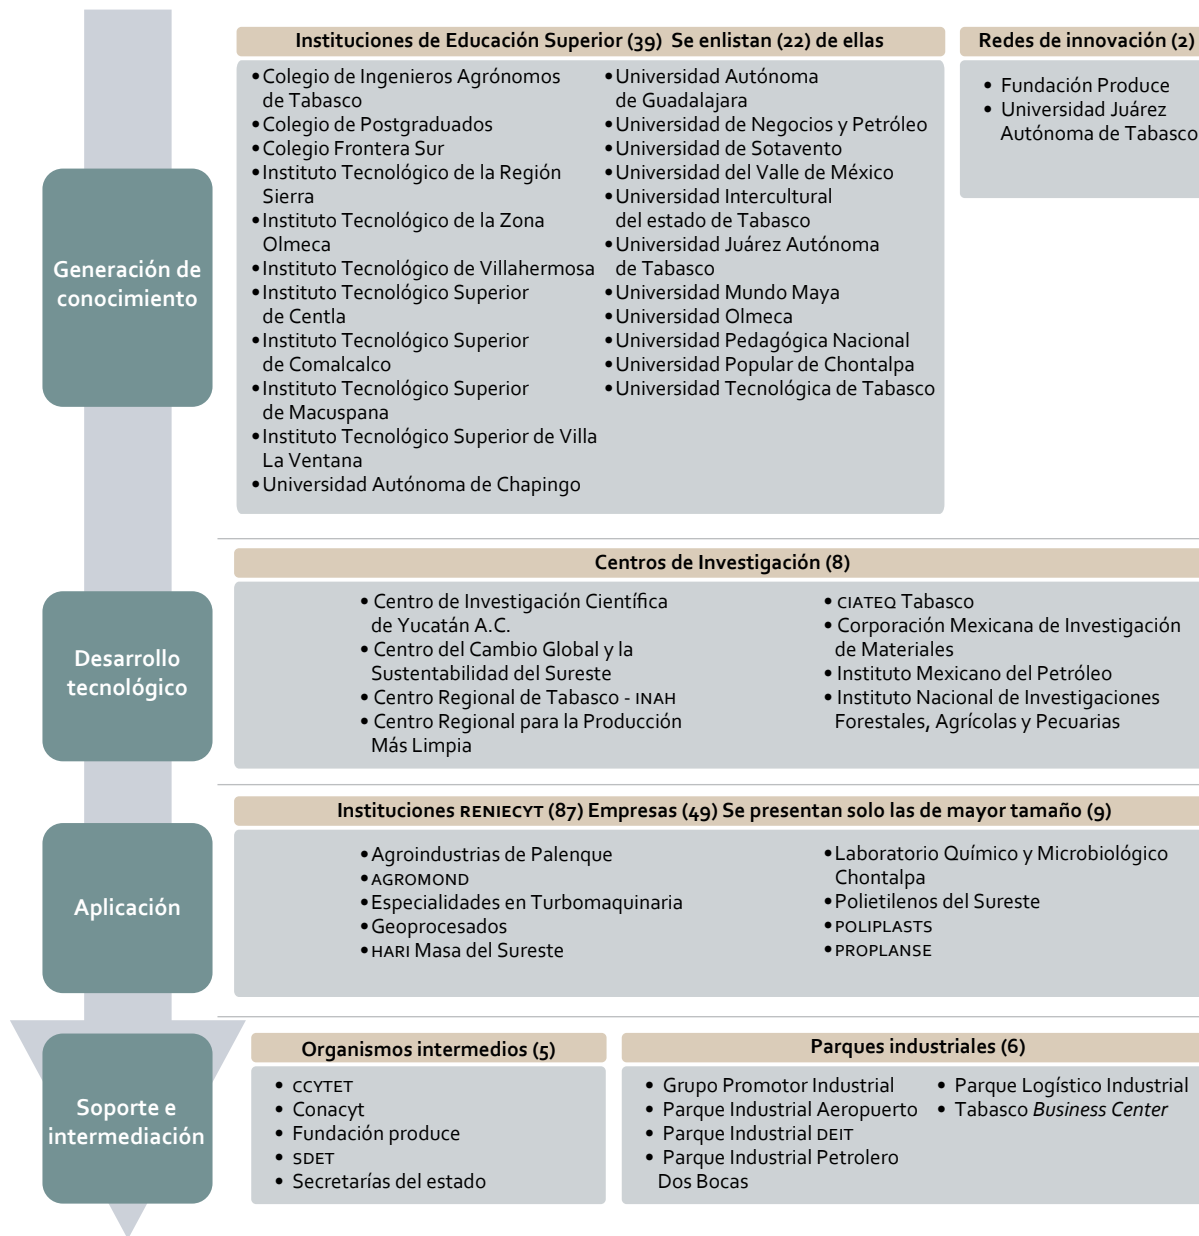 Instituciones de Educación Superior (39) Se enlistan (22) de ellas
•Colegio de Ingenieros Agrónomos
de Tabasco
•Colegio de Postgraduados
•Colegio Frontera Sur
•Instituto Tecnológico de la Región
Sierra
•Instituto Tecnológico de la Zona
Olmeca
•Instituto Tecnológico de Villahermosa
•Instituto Tecnológico Superior
de Centla
•Instituto Tecnológico Superior
de Comalcalco
•Instituto Tecnológico Superior
de Macuspana
•Instituto Tecnológico Superior de Villa
La Ventana
•Universidad Autónoma de Chapingo
•Universidad Autónoma
de Guadalajara
•Universidad de Negocios y Petróleo
•Universidad de Sotavento
•Universidad del Valle de México
•Universidad Intercultural
del estado de Tabasco
•Universidad Juárez Autónoma
de Tabasco
•Universidad Mundo Maya
•Universidad Olmeca
•Universidad Pedagógica Nacional
•Universidad Popular de Chontalpa
•Universidad Tecnológica de Tabasco
Redes de innovación (2)
• Fundación Produce
• Universidad Juárez
Autónoma de Tabasco
Generación de
conocimiento
Centros de Investigación (8)
• Centro de Investigación Científica
de Yucatán A.C.
• Centro del Cambio Global y la
Sustentabilidad del Sureste
• Centro Regional de Tabasco - INAH
• Centro Regional para la Producción
Más Limpia
• CIATEQ Tabasco
• Corporación Mexicana de Investigación
de Materiales
• Instituto Mexicano del Petróleo
• Instituto Nacional de Investigaciones
Forestales, Agrícolas y Pecuarias
Desarrollo
tecnológico
Instituciones RENIECYT (87) Empresas (49) Se presentan solo las de mayor tamaño (9)
•Agroindustrias de Palenque
•AGROMOND
•Especialidades en Turbomaquinaria
•Geoprocesados
•HARI Masa del Sureste
•Laboratorio Químico y Microbiológico
Chontalpa
•Polietilenos del Sureste
•POLIPLASTS
•PROPLANSE
Aplicación
Organismos intermedios (5)
• CCYTET
• Conacyt
• Fundación produce
• SDET
• Secretarías del estado
Parques industriales (6)
• Grupo Promotor Industrial
• Parque Industrial Aeropuerto
• Parque Industrial DEIT
• Parque Industrial Petrolero
Dos Bocas
• Parque Logístico Industrial
• Tabasco Business Center
Soporte e
intermediación